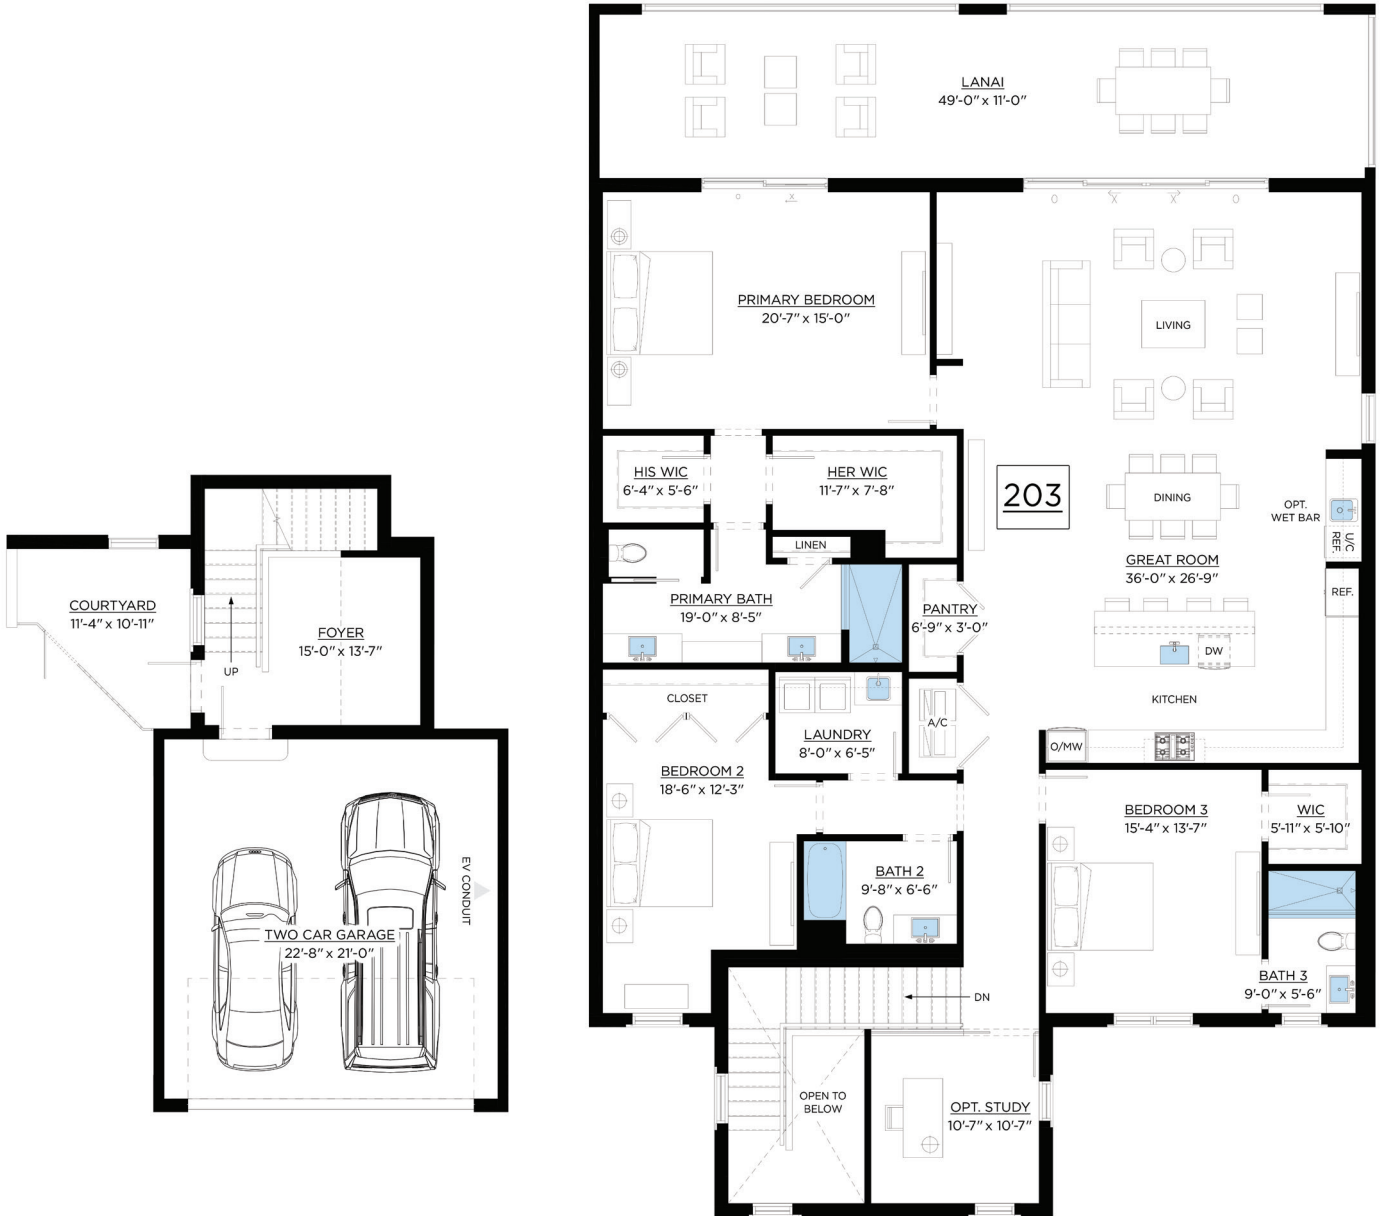 LANAI
49'-0" x 11'-0"
O
X
O
X
X
O
PRIMARY BEDROOM
20'-7" x 15'-0"
LIVING
HIS WIC
6'-4" x 5'-6"
HER WIC
11'-7" x 7'-8"
203
DINING
OPT.
WET BAR
U/C
REF.
LINEN
GREAT ROOM
36'-0" x 26'-9"
REF.
PRIMARY BATH
19'-0" x 8'-5"
PANTRY
6'-9" x 3'-0"
DW
KITCHEN
CLOSET
A/C
LAUNDRY
8'-0" x 6'-5"
O/MW
BEDROOM 2
18'-6" x 12'-3"
BEDROOM 3
15'-4" x 13'-7"
WIC
5'-11" x 5'-10"
BATH 2
9'-8" x 6'-6"
BATH 3
9'-0" x 5'-6"
DN
OPEN TO
BELOW
OPT. STUDY
10'-7" x 10'-7"
COURTYARD
11'-4" x 10'-11"
FOYER
15'-0" x 13'-7"
UP
EV CONDUIT
TWO CAR GARAGE
22'-8" x 21'-0"